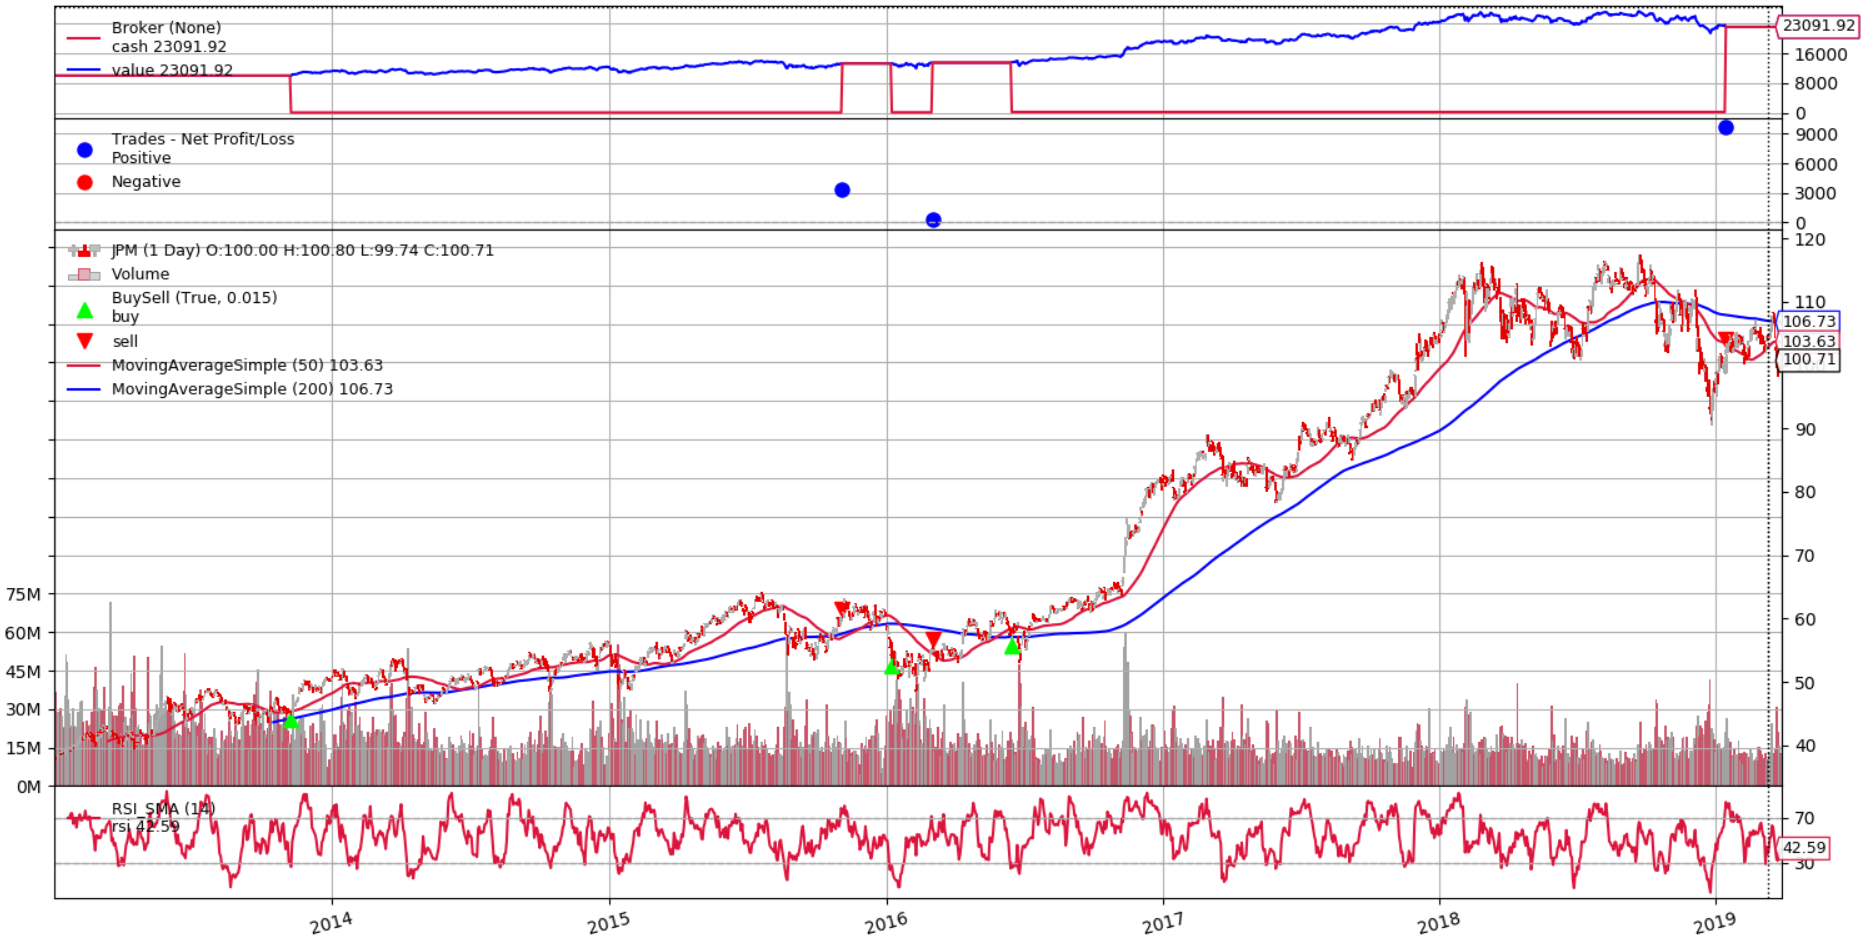 Broker (None)
cash 23091.92
value 23091.92
23091.92
16000
8000
0
Trades - Net Profit/Loss
Positive
Negative
9000
6000
3000
0
JPM (1 Day) O:100.00 H:100.80 L:99.74 C:100.71
Volume
BuySell (True, 0.015)
buy
sell
MovingAverageSimple (50) 103.63
MovingAverageSimple (200) 106.73
120
110
106.73
103.63
100.71
90
80
70
60
50
40
75M
60M
45M
30M
15M
0M
RSI_SMA (14)
rsi 42.59
70
42.59
30
2014
2015
2016
2017
2018
2019